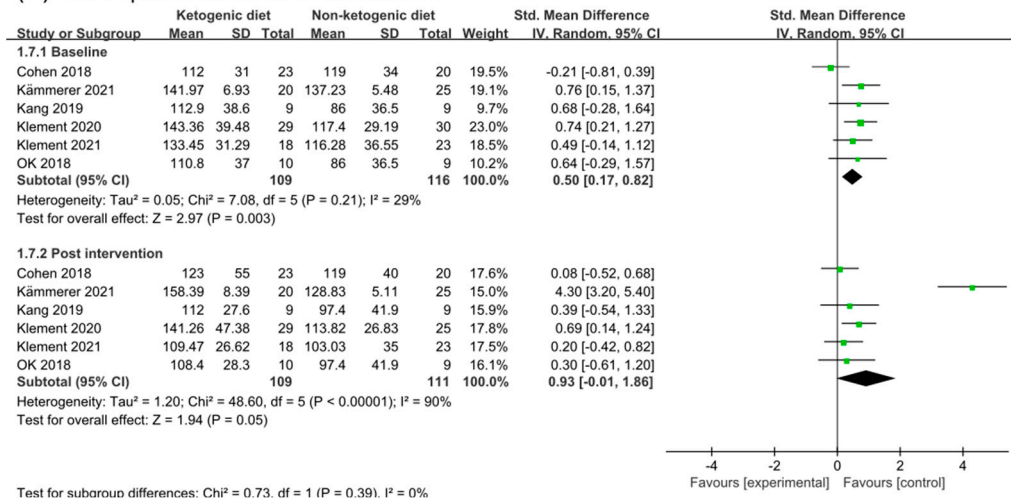 Ketogenic diet Non-ketogenic diet Std. Mean Difference Std. Mean Difference
Study or Subgroup Mean SD Total Mean SD Total Weight IV, Random, 95% CI IV, Random, 95% CI
1.7.1 Baseline
Cohen 2018 112 31 23 119 34 20 19.5% -0.21 [-0.81, 0.39]
Kämmerer 2021 141.97 6.93 20 137.23 5.48 25 19.1% 0.76 [0.15, 1.37]
Kang 2019 112.9 38.6 9 86 36.5 9 9.7% 0.68 [-0.28, 1.64]
Klement 2020 143.36 39.48 29 117.4 29.19 30 23.0% 0.74 [0.21, 1.27]
Klement 2021 133.45 31.29 18 116.28 36.55 23 18.5% 0.49 [-0.14, 1.12]
OK 2018 110.8 37 10 86 36.5 9 10.2% 0.64 [-0.29, 1.57]
Subtotal (95% CI) 109 116 100.0% 0.50 [0.17, 0.82]
Heterogeneity: Tau² = 0.05; Chi² = 7.08, df = 5 (P = 0.21); I² = 29%
Test for overall effect: Z = 2.97 (P = 0.003)
1.7.2 Post intervention
Cohen 2018 123 55 23 119 40 20 17.6% 0.08 [-0.52, 0.68]
Kämmerer 2021 158.39 8.39 20 128.83 5.11 25 15.0% 4.30 [3.20, 5.40]
Kang 2019 112 27.6 9 97.4 41.9 9 15.9% 0.39 [-0.54, 1.33]
Klement 2020 141.26 47.38 29 113.82 26.83 25 17.8% 0.69 [0.14, 1.24]
Klement 2021 109.47 26.62 18 103.03 35 23 17.5% 0.20 [-0.42, 0.82]
OK 2018 108.4 28.3 10 97.4 41.9 9 16.1% 0.30 [-0.61, 1.20]
Subtotal (95% CI) 109 111 100.0% 0.93 [-0.01, 1.86]
Heterogeneity: Tau² = 1.20; Chi² = 48.60, df = 5 (P < 0.00001); I² = 90%
Test for overall effect: Z = 1.94 (P = 0.05)
-4 -2 0 2 4
Favours [experimental] Favours [control]
Test for subgroup differences: Chi² = 0.73, df = 1 (P = 0.39), I² = 0%